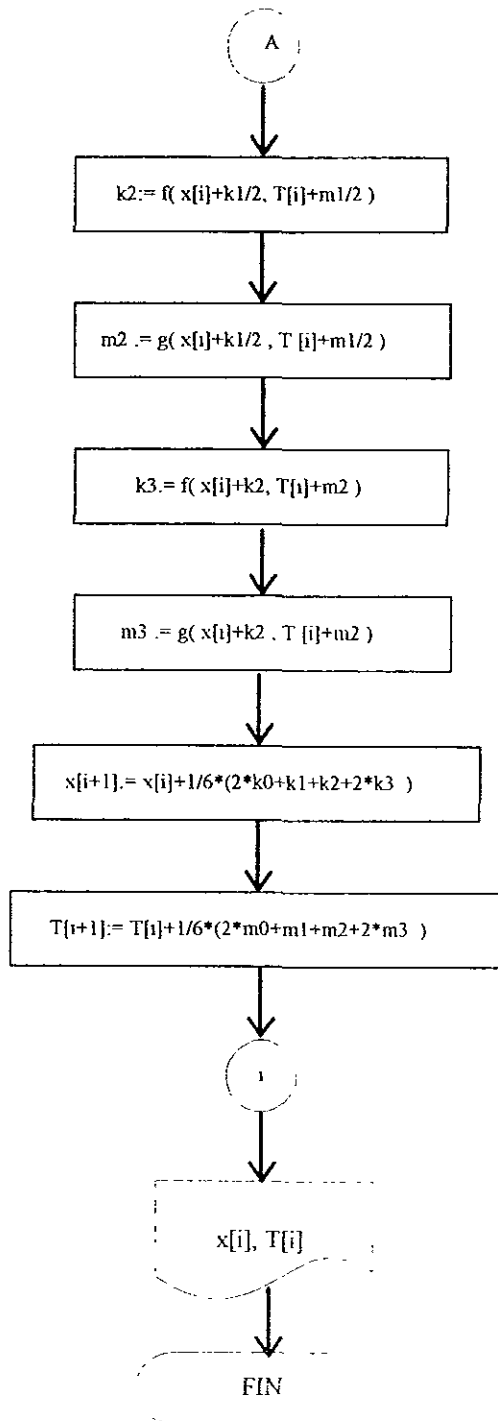 A
k2:= f( x[i]+k1/2, T[i]+m1/2 )
m2 .= g( x[ı]+k1/2 , T [i]+m1/2 )
k3.= f( x[i]+k2, T[ı]+m2 )
m3 .= g( x[ı]+k2 , T [i]+m2 )
x[i+1].= x[i]+1/6*(2*k0+k1+k2+2*k3 )
T[ı+1]:= T[ı]+1/6*(2*m0+m1+m2+2*m3 )
ı
x[i], T[i]
FIN